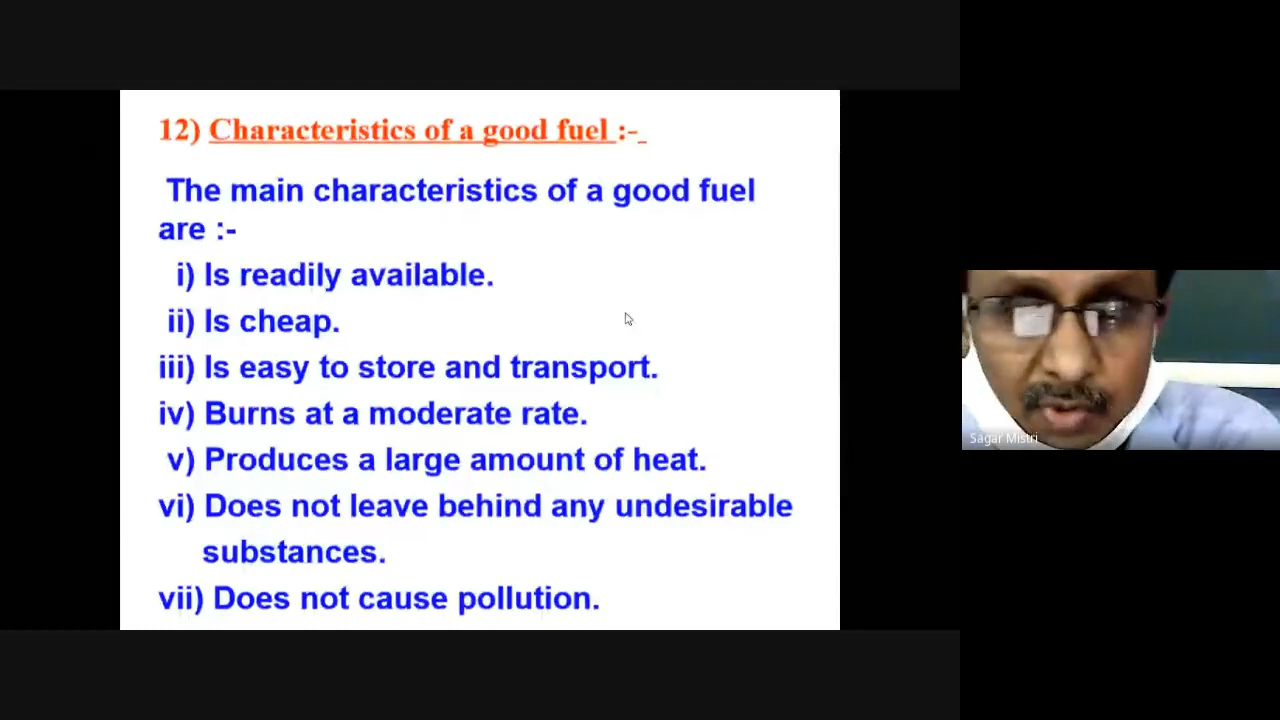 12) Characteristics of a good fuel :-
The main characteristics of a good fuel
are :-
i) Is readily available.
ii) Is cheap.
iii) Is easy to store and transport.
iv) Burns at a moderate rate.
v) Produces a large amount of heat.
vi) Does not leave behind any undesirable
substances.
vii) Does not cause pollution.
Sagar Mistri